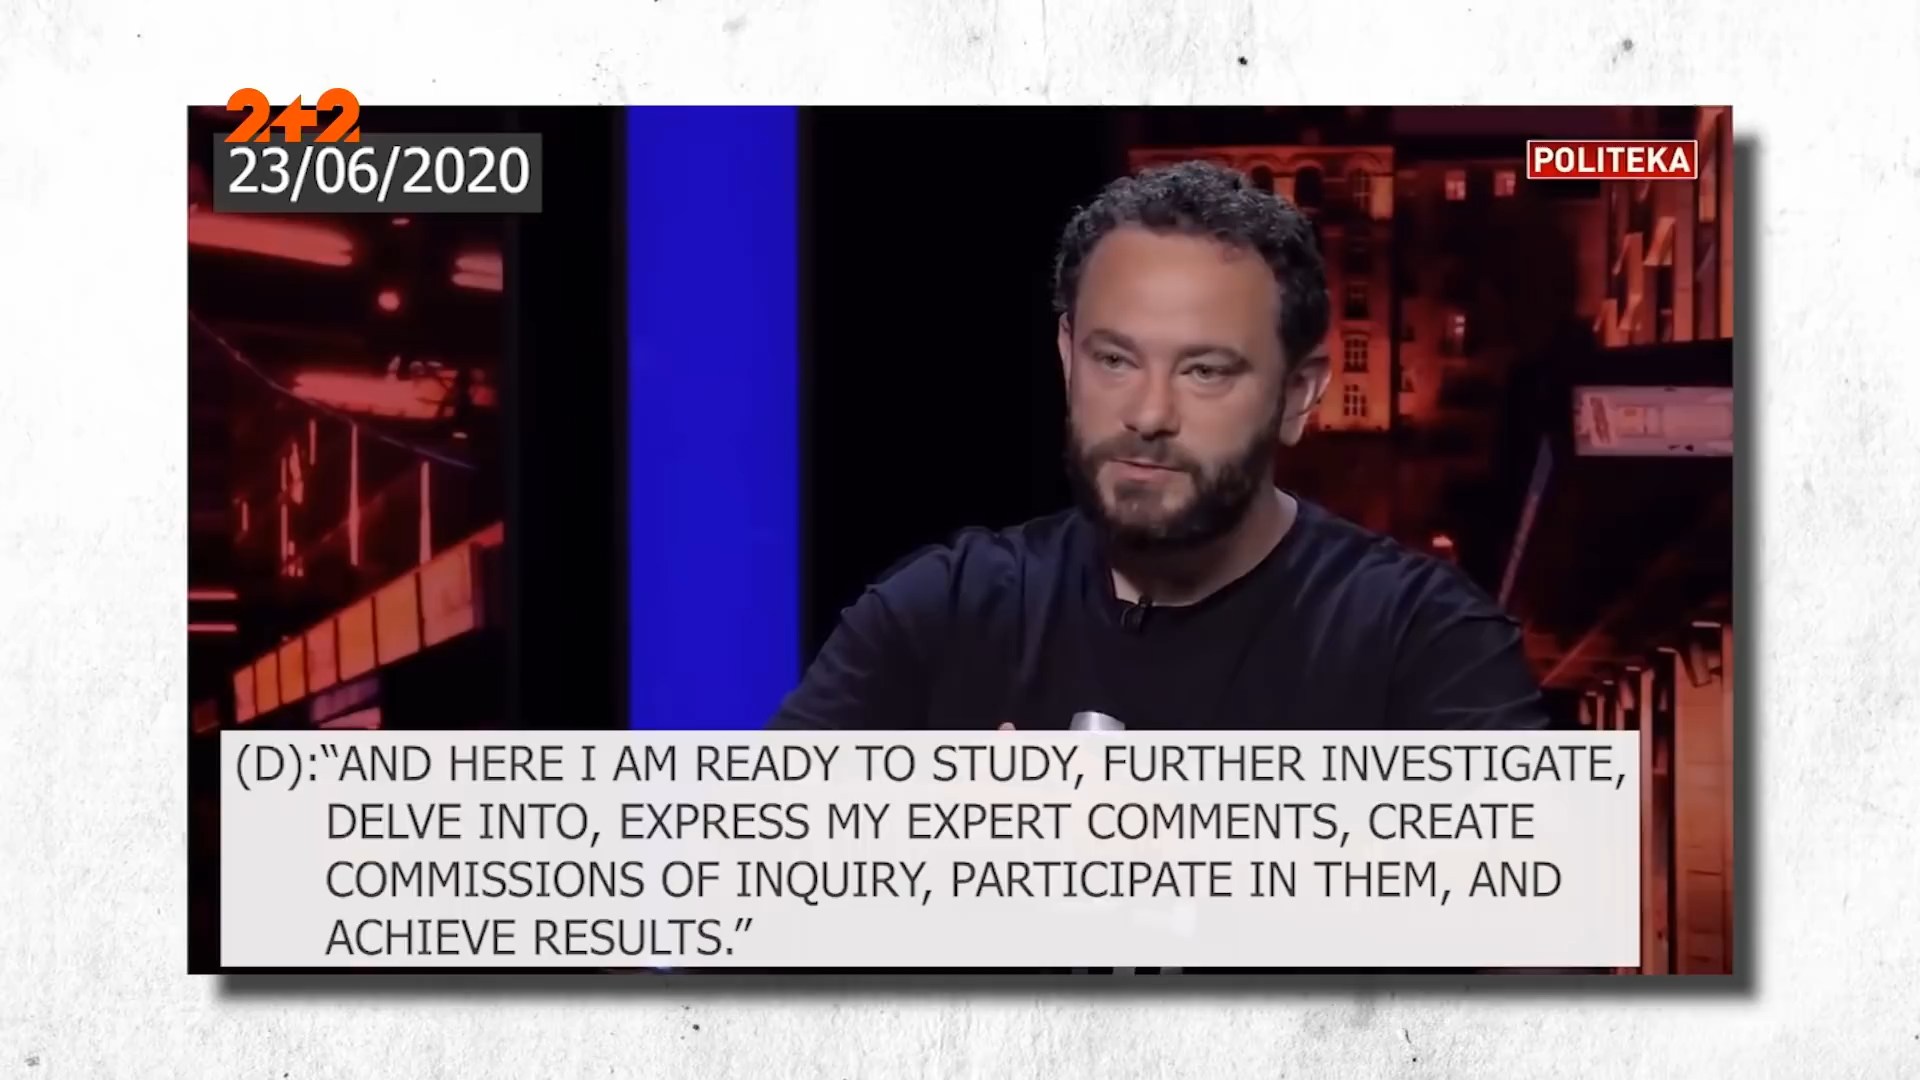 2+2
23/06/2020
POLITEKA
(D):“AND HERE I AM READY TO STUDY, FURTHER INVESTIGATE,
DELVE INTO, EXPRESS MY EXPERT COMMENTS, CREATE
COMMISSIONS OF INQUIRY, PARTICIPATE IN THEM, AND
ACHIEVE RESULTS.”